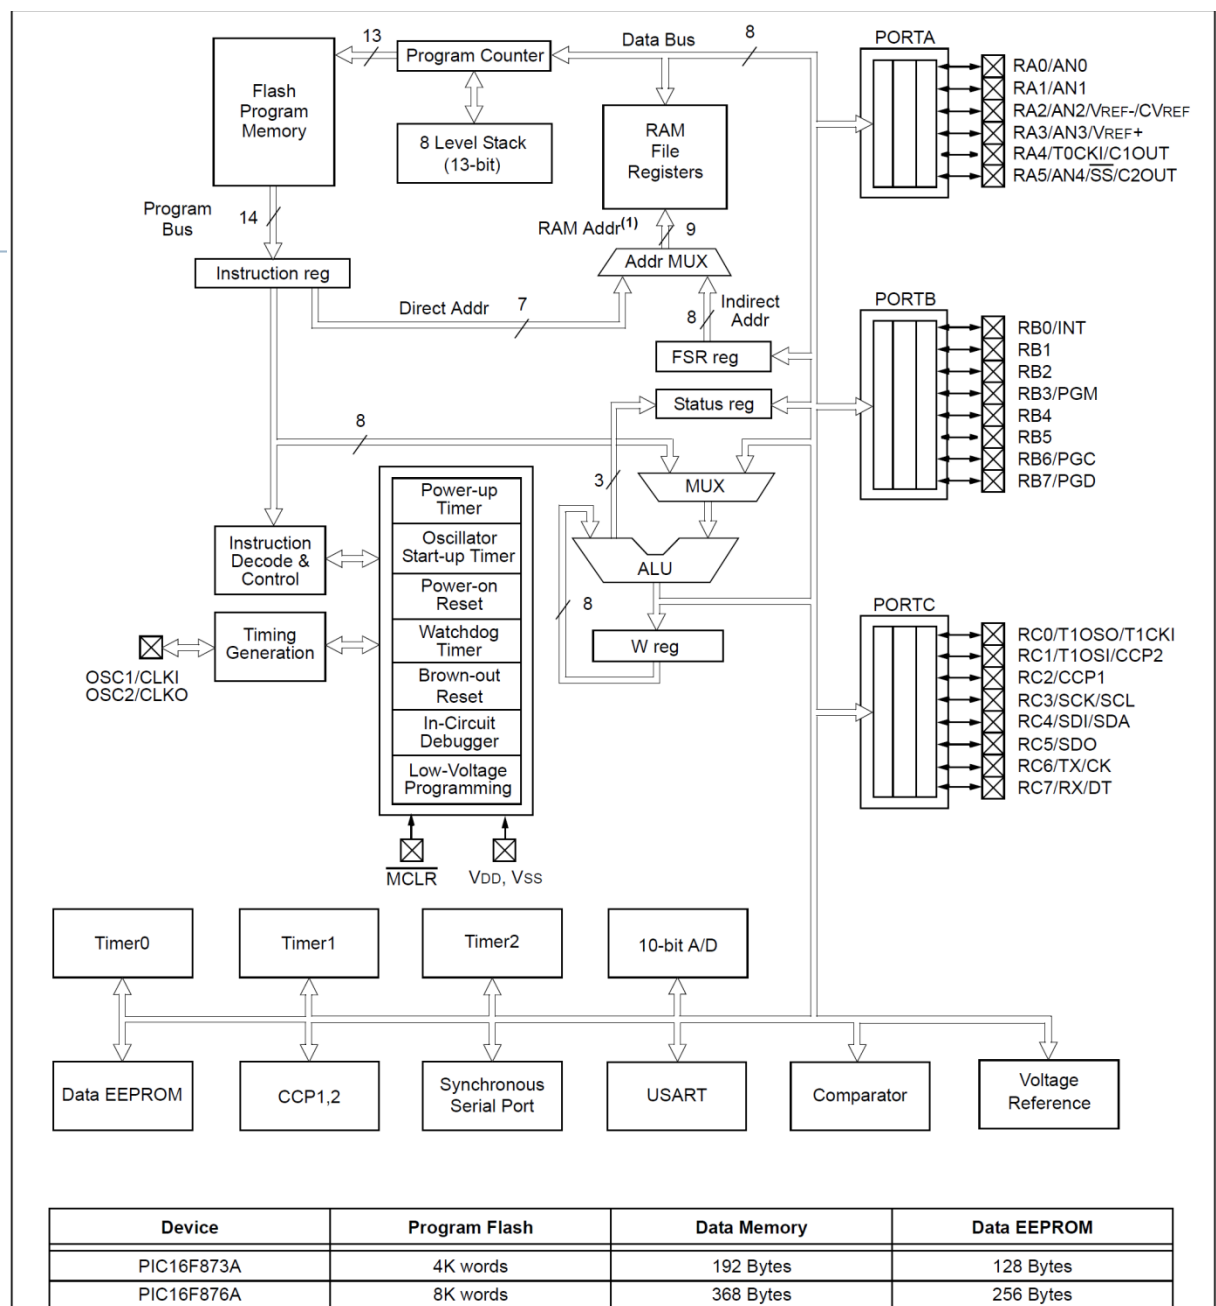 13
Program Counter
Data Bus
8
PORTA
Flash
Program
Memory
8 Level Stack
(13-bit)
RAM
File
Registers
RA0/AN0
RA1/AN1
RA2/AN2/VREF-/CVREF
RA3/AN3/VREF+
RA4/T0CKI/C1OUT
RA5/AN4/SS/C2OUT
Program
Bus
14
RAM Addr(1)
9
Addr MUX
Instruction reg
Direct Addr
7
8
Indirect
Addr
FSR reg
Status reg
PORTB
RB0/INT
RB1
RB2
RB3/PGM
RB4
RB5
RB6/PGC
RB7/PGD
8
3
MUX
ALU
8
W reg
Instruction
Decode &
Control
Timing
Generation
OSC1/CLKI
OSC2/CLKO
Power-up
Timer
Oscillator
Start-up Timer
Power-on
Reset
Watchdog
Timer
Brown-out
Reset
In-Circuit
Debugger
Low-Voltage
Programming
MCLR
VDD, VSS
PORTC
RC0/T1OSO/T1CKI
RC1/T1OSI/CCP2
RC2/CCP1
RC3/SCK/SCL
RC4/SDI/SDA
RC5/SDO
RC6/TX/CK
RC7/RX/DT
Timer0
Timer1
Timer2
10-bit A/D
Data EEPROM
CCP1,2
Synchronous
Serial Port
USART
Comparator
Voltage
Reference
Device Program Flash Data Memory Data EEPROM
PIC16F873A 4K words 192 Bytes 128 Bytes
PIC16F876A 8K words 368 Bytes 256 Bytes